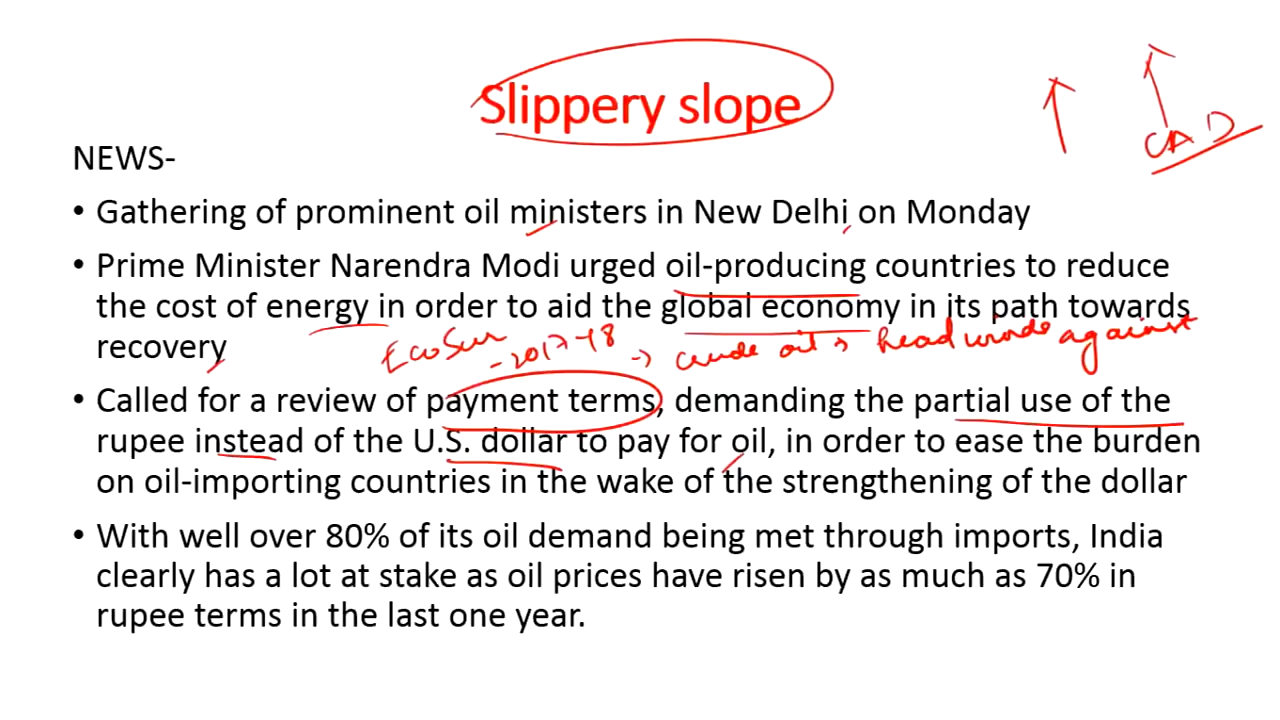 Slippery slope
CAD
NEWS-
• Gathering of prominent oil ministers in New Delhi on Monday
• Prime Minister Narendra Modi urged oil-producing countries to reduce
the cost of energy in order to aid the global economy in its path towards
recovery
EcoSur -2017-18 → crude oil → headwinds against
• Called for a review of payment terms, demanding the partial use of the
rupee instead of the U.S. dollar to pay for oil, in order to ease the burden
on oil-importing countries in the wake of the strengthening of the dollar
• With well over 80% of its oil demand being met through imports, India
clearly has a lot at stake as oil prices have risen by as much as 70% in
rupee terms in the last one year.